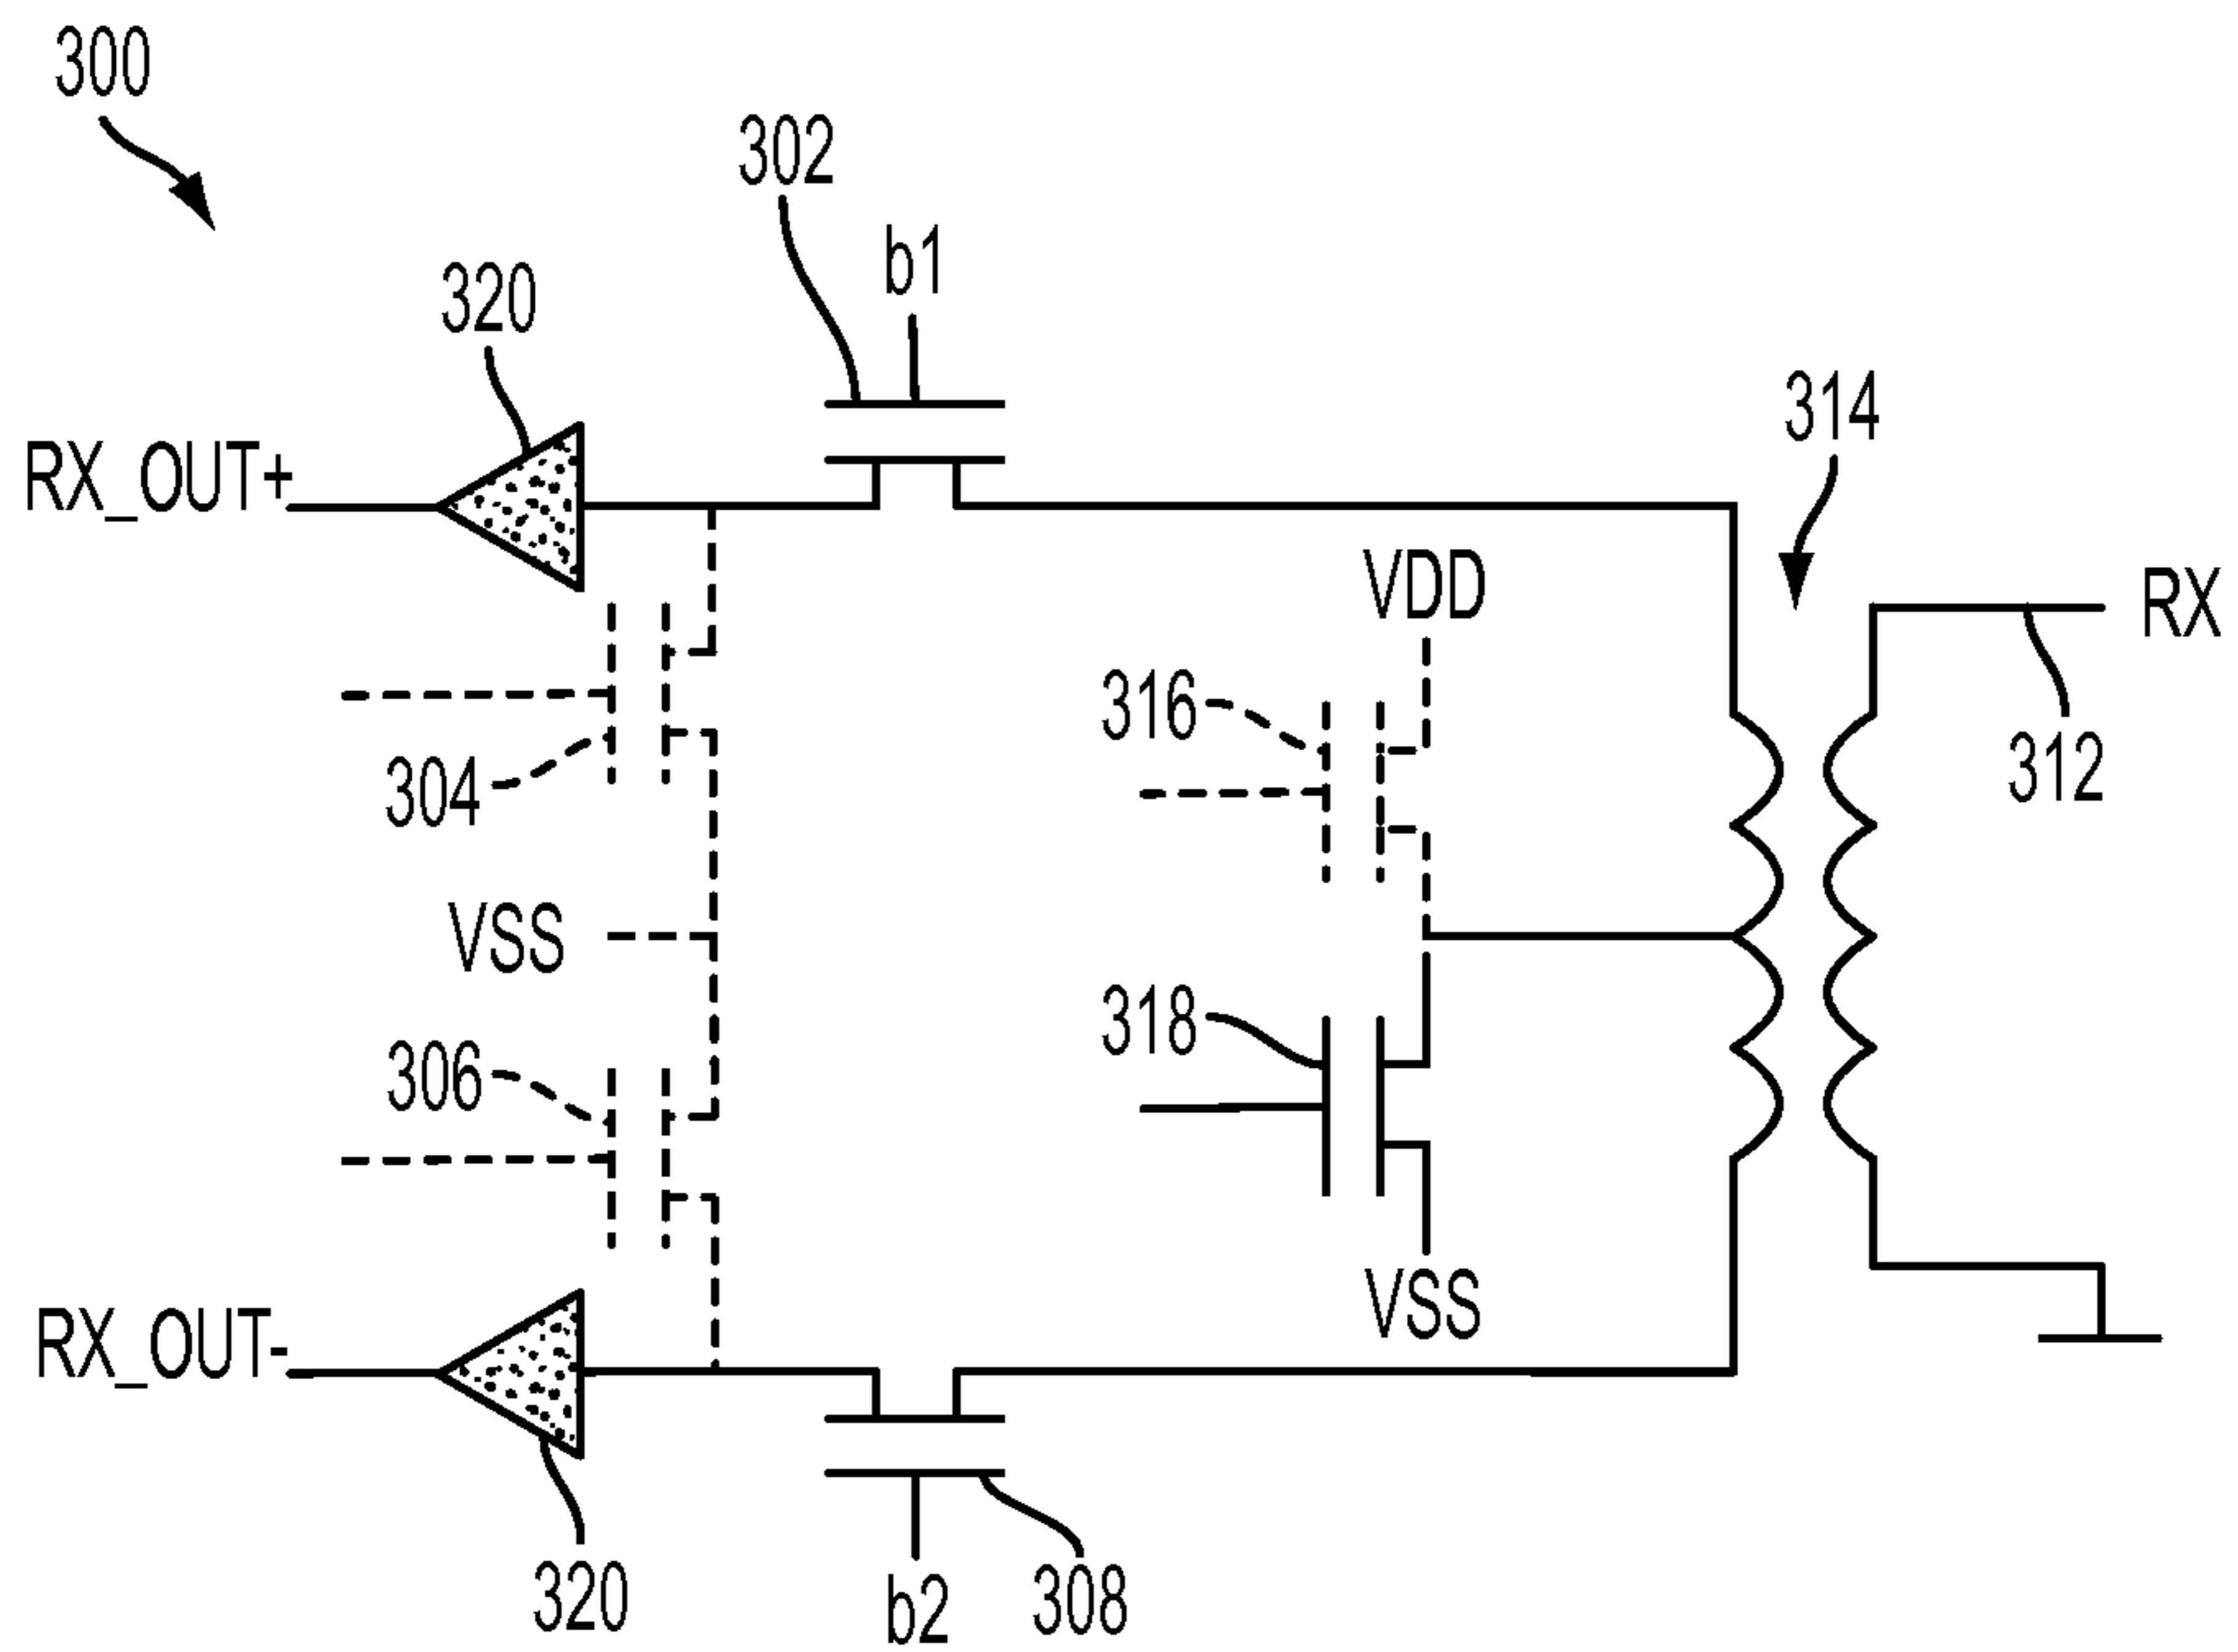 300
302
b1
320
RX_OUT+
314
VDD
RX
316
312
304
VSS
318
306
VSS
RX_OUT-
320
b2
308